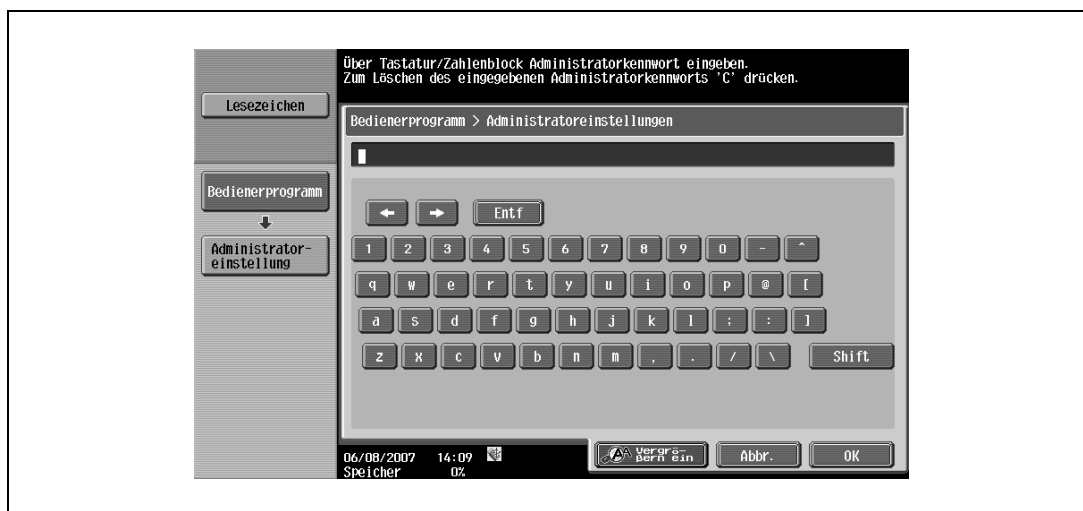 Über Tastatur/Zahlenblock Administratorkennwort eingeben.
Zum Löschen des eingegebenen Administratorkennworts 'C' drücken.
Lesezeichen
Bedienerprogramm > Administratoreinstellungen
Bedienerprogramm
Administrator-
einstellung
Entf
1 2 3 4 5 6 7 8 9 0 - ^
q w e r t y u i o p @ [
a s d f g h j k l ; : ]
z x c v b n m , . / \ Shift
06/08/2007 14:09
Speicher 0%
Vergrö-
ßern ein
Abbr.
OK